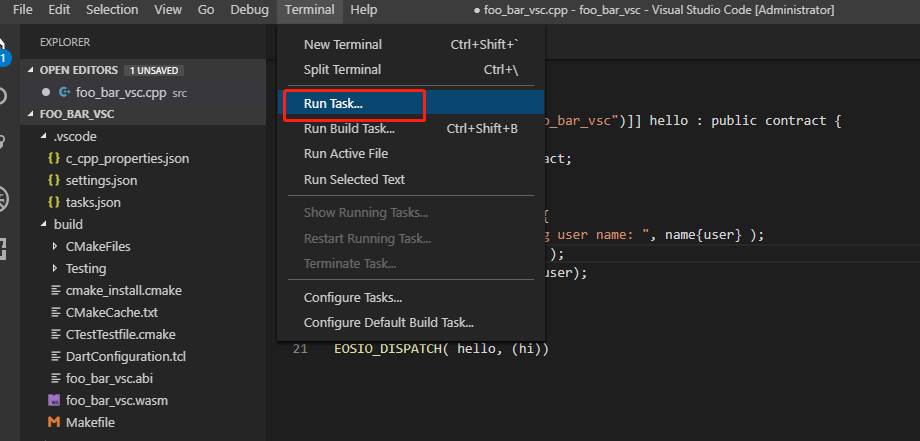 File Edit Selection View Go Debug Terminal Help ● foo_bar_vsc.cpp - foo_bar_vsc - Visual Studio Code [Administrator]
EXPLORER
OPEN EDITORS 1 UNSAVED
foo_bar_vsc.cpp src
FOO_BAR_VSC
.vscode
c_cpp_properties.json
settings.json
tasks.json
build
CMakeFiles
Testing
cmake_install.cmake
CMakeCache.txt
CTestTestfile.cmake
DartConfiguration.tcl
foo_bar_vsc.abi
foo_bar_vsc.wasm
Makefile
1
New Terminal Ctrl+Shift+`
Split Terminal Ctrl+\
Run Task...
Run Build Task... Ctrl+Shift+B
Run Active File
Run Selected Text
Show Running Tasks...
Restart Running Task...
Terminate Task...
Configure Tasks...
Configure Default Build Task...
o_bar_vsc")]] hello : public contract {
act;
{
g user name: ", name{user} );
);
user);
21 EOSIO_DISPATCH( hello, (hi))